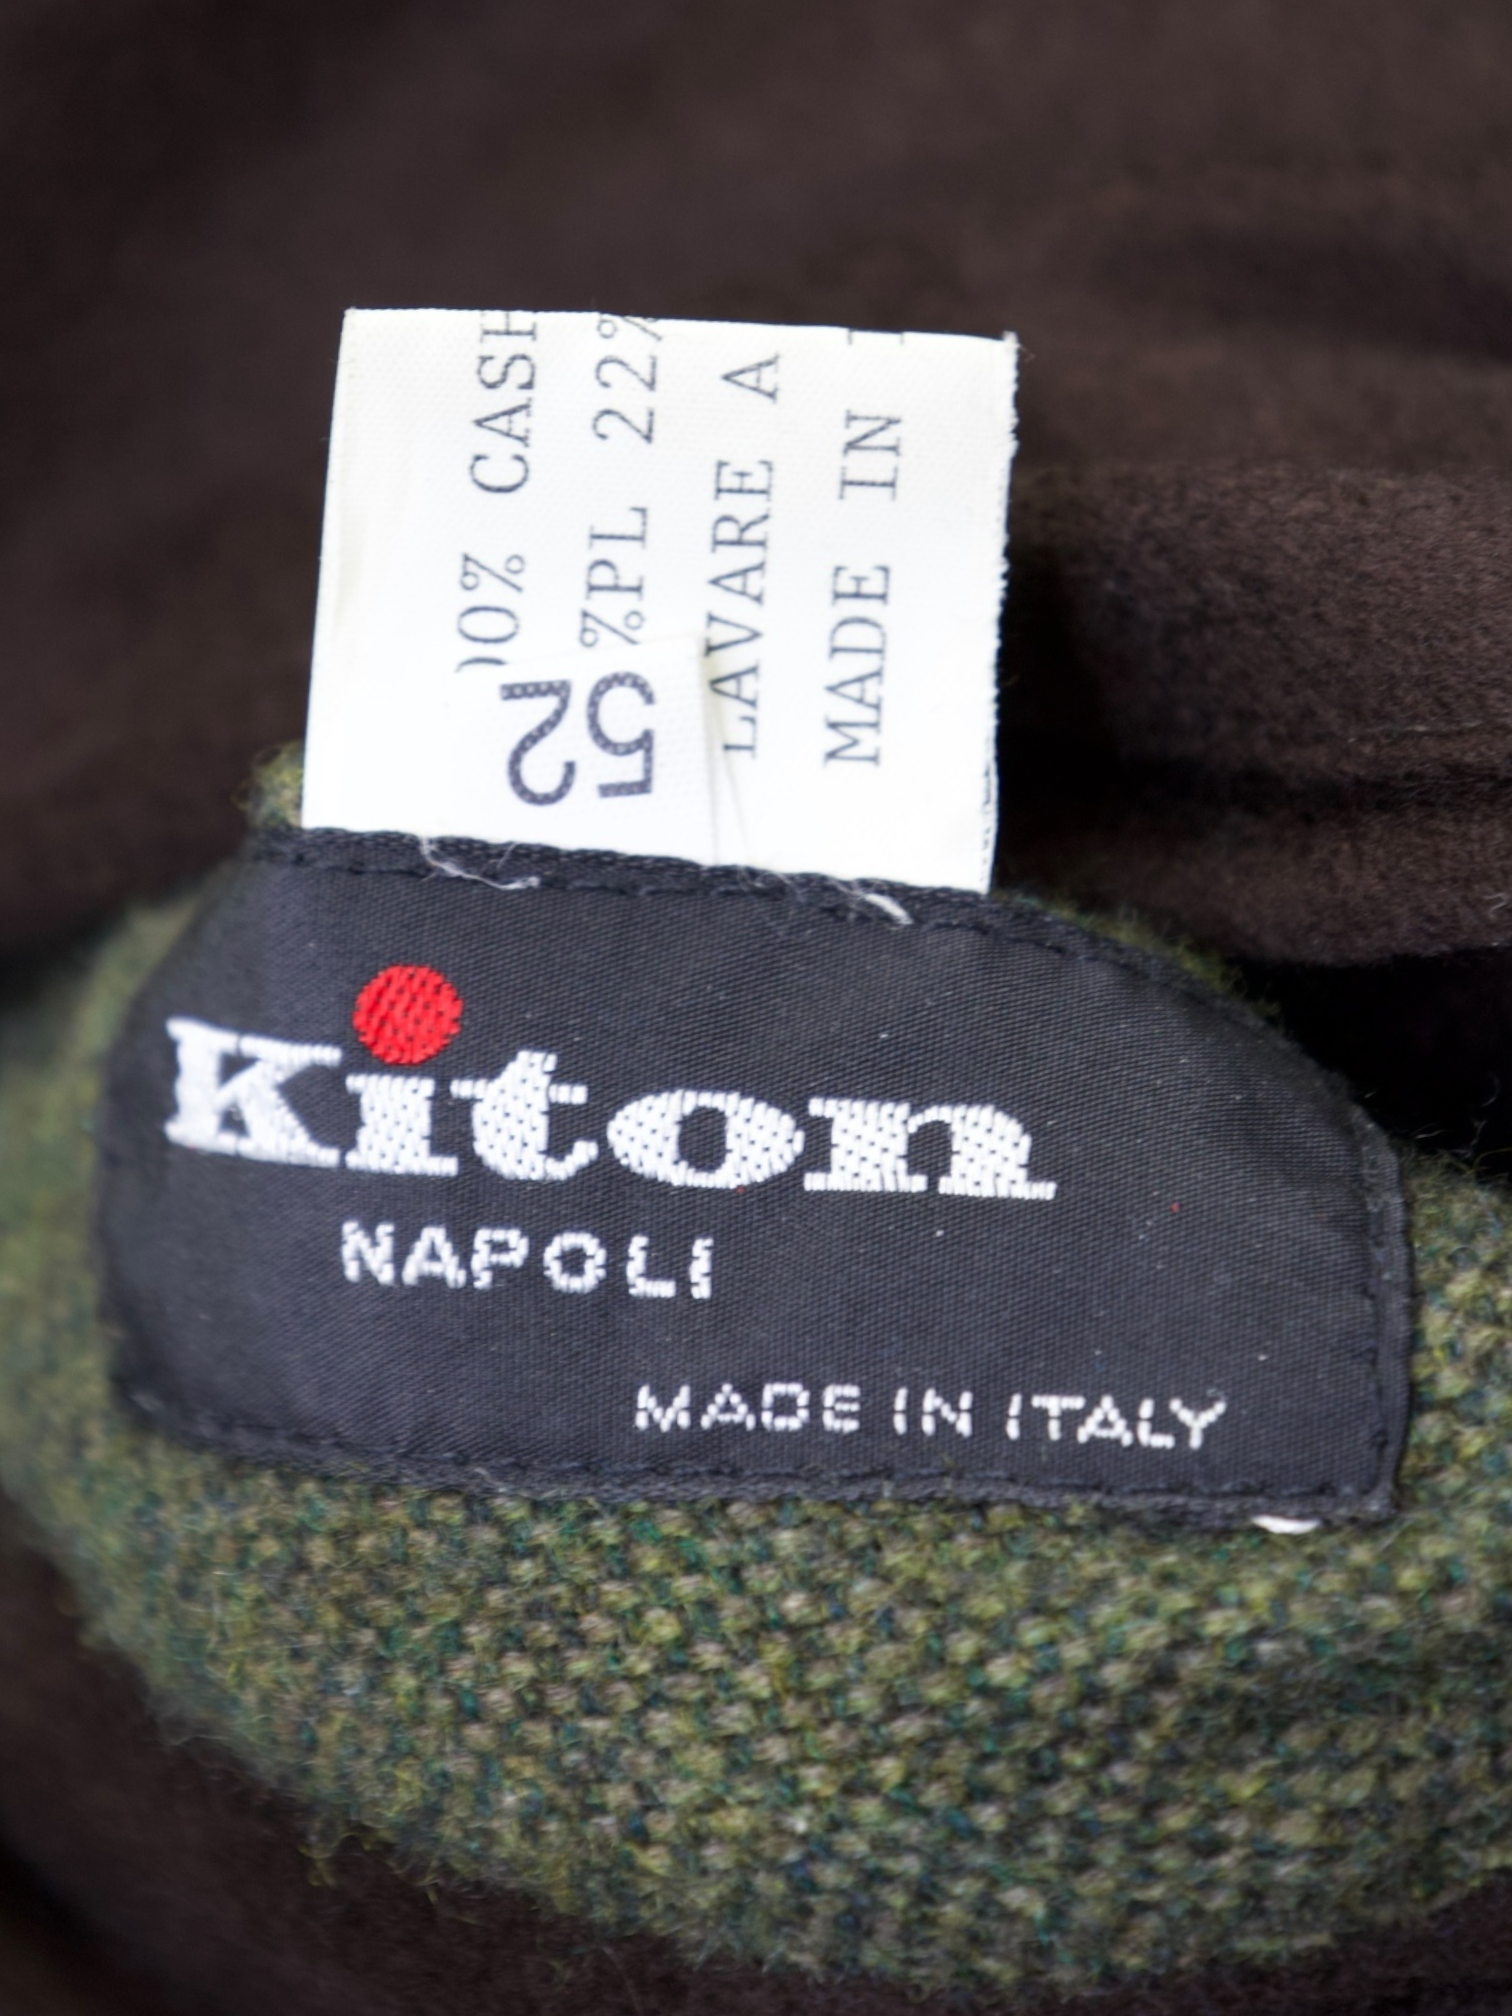 00% CASH
%PL 22%
LAVARE A
MADE IN I
52
Kiton
NAPOLI
MADE IN ITALY